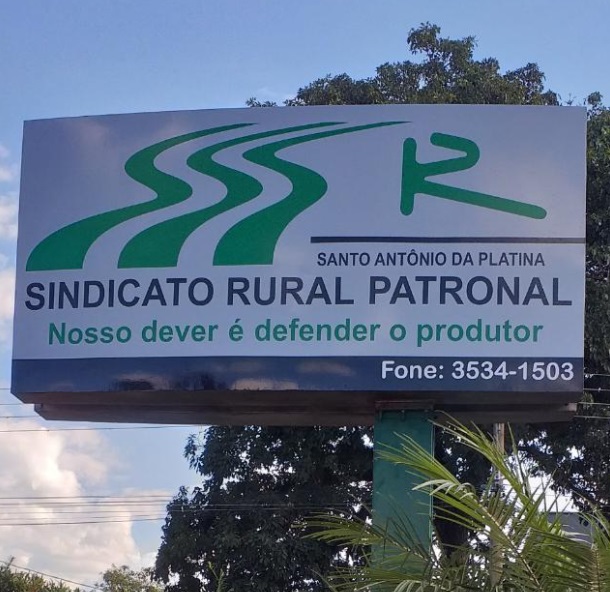 R
SANTO ANTÔNIO DA PLATINA
SINDICATO RURAL PATRONAL
Nosso dever é defender o produtor
Fone: 3534-1503